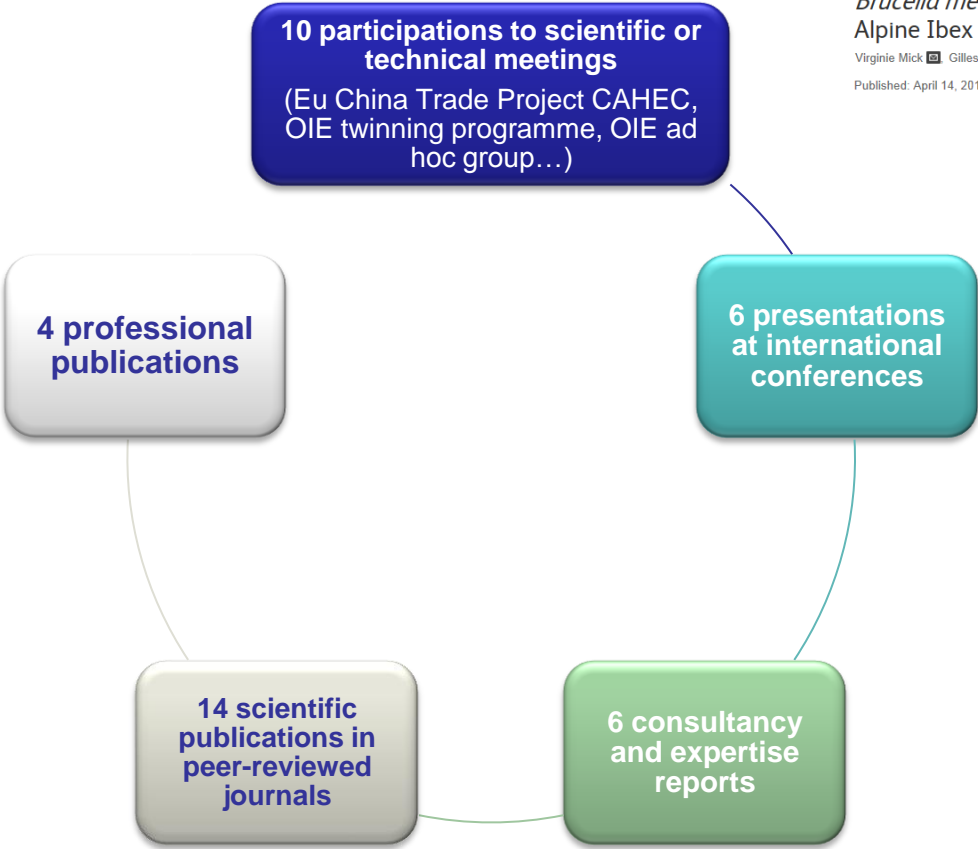 10 participations to scientific or
technical meetings
(Eu China Trade Project CAHEC,
OIE twinning programme, OIE ad
hoc group…)
Alpine Ibex
Virginie Mick Gilles
Published: April 14, 201
4 professional
publications
6 presentations
at international
conferences
14 scientific
publications in
peer-reviewed
journals
6 consultancy
and expertise
reports